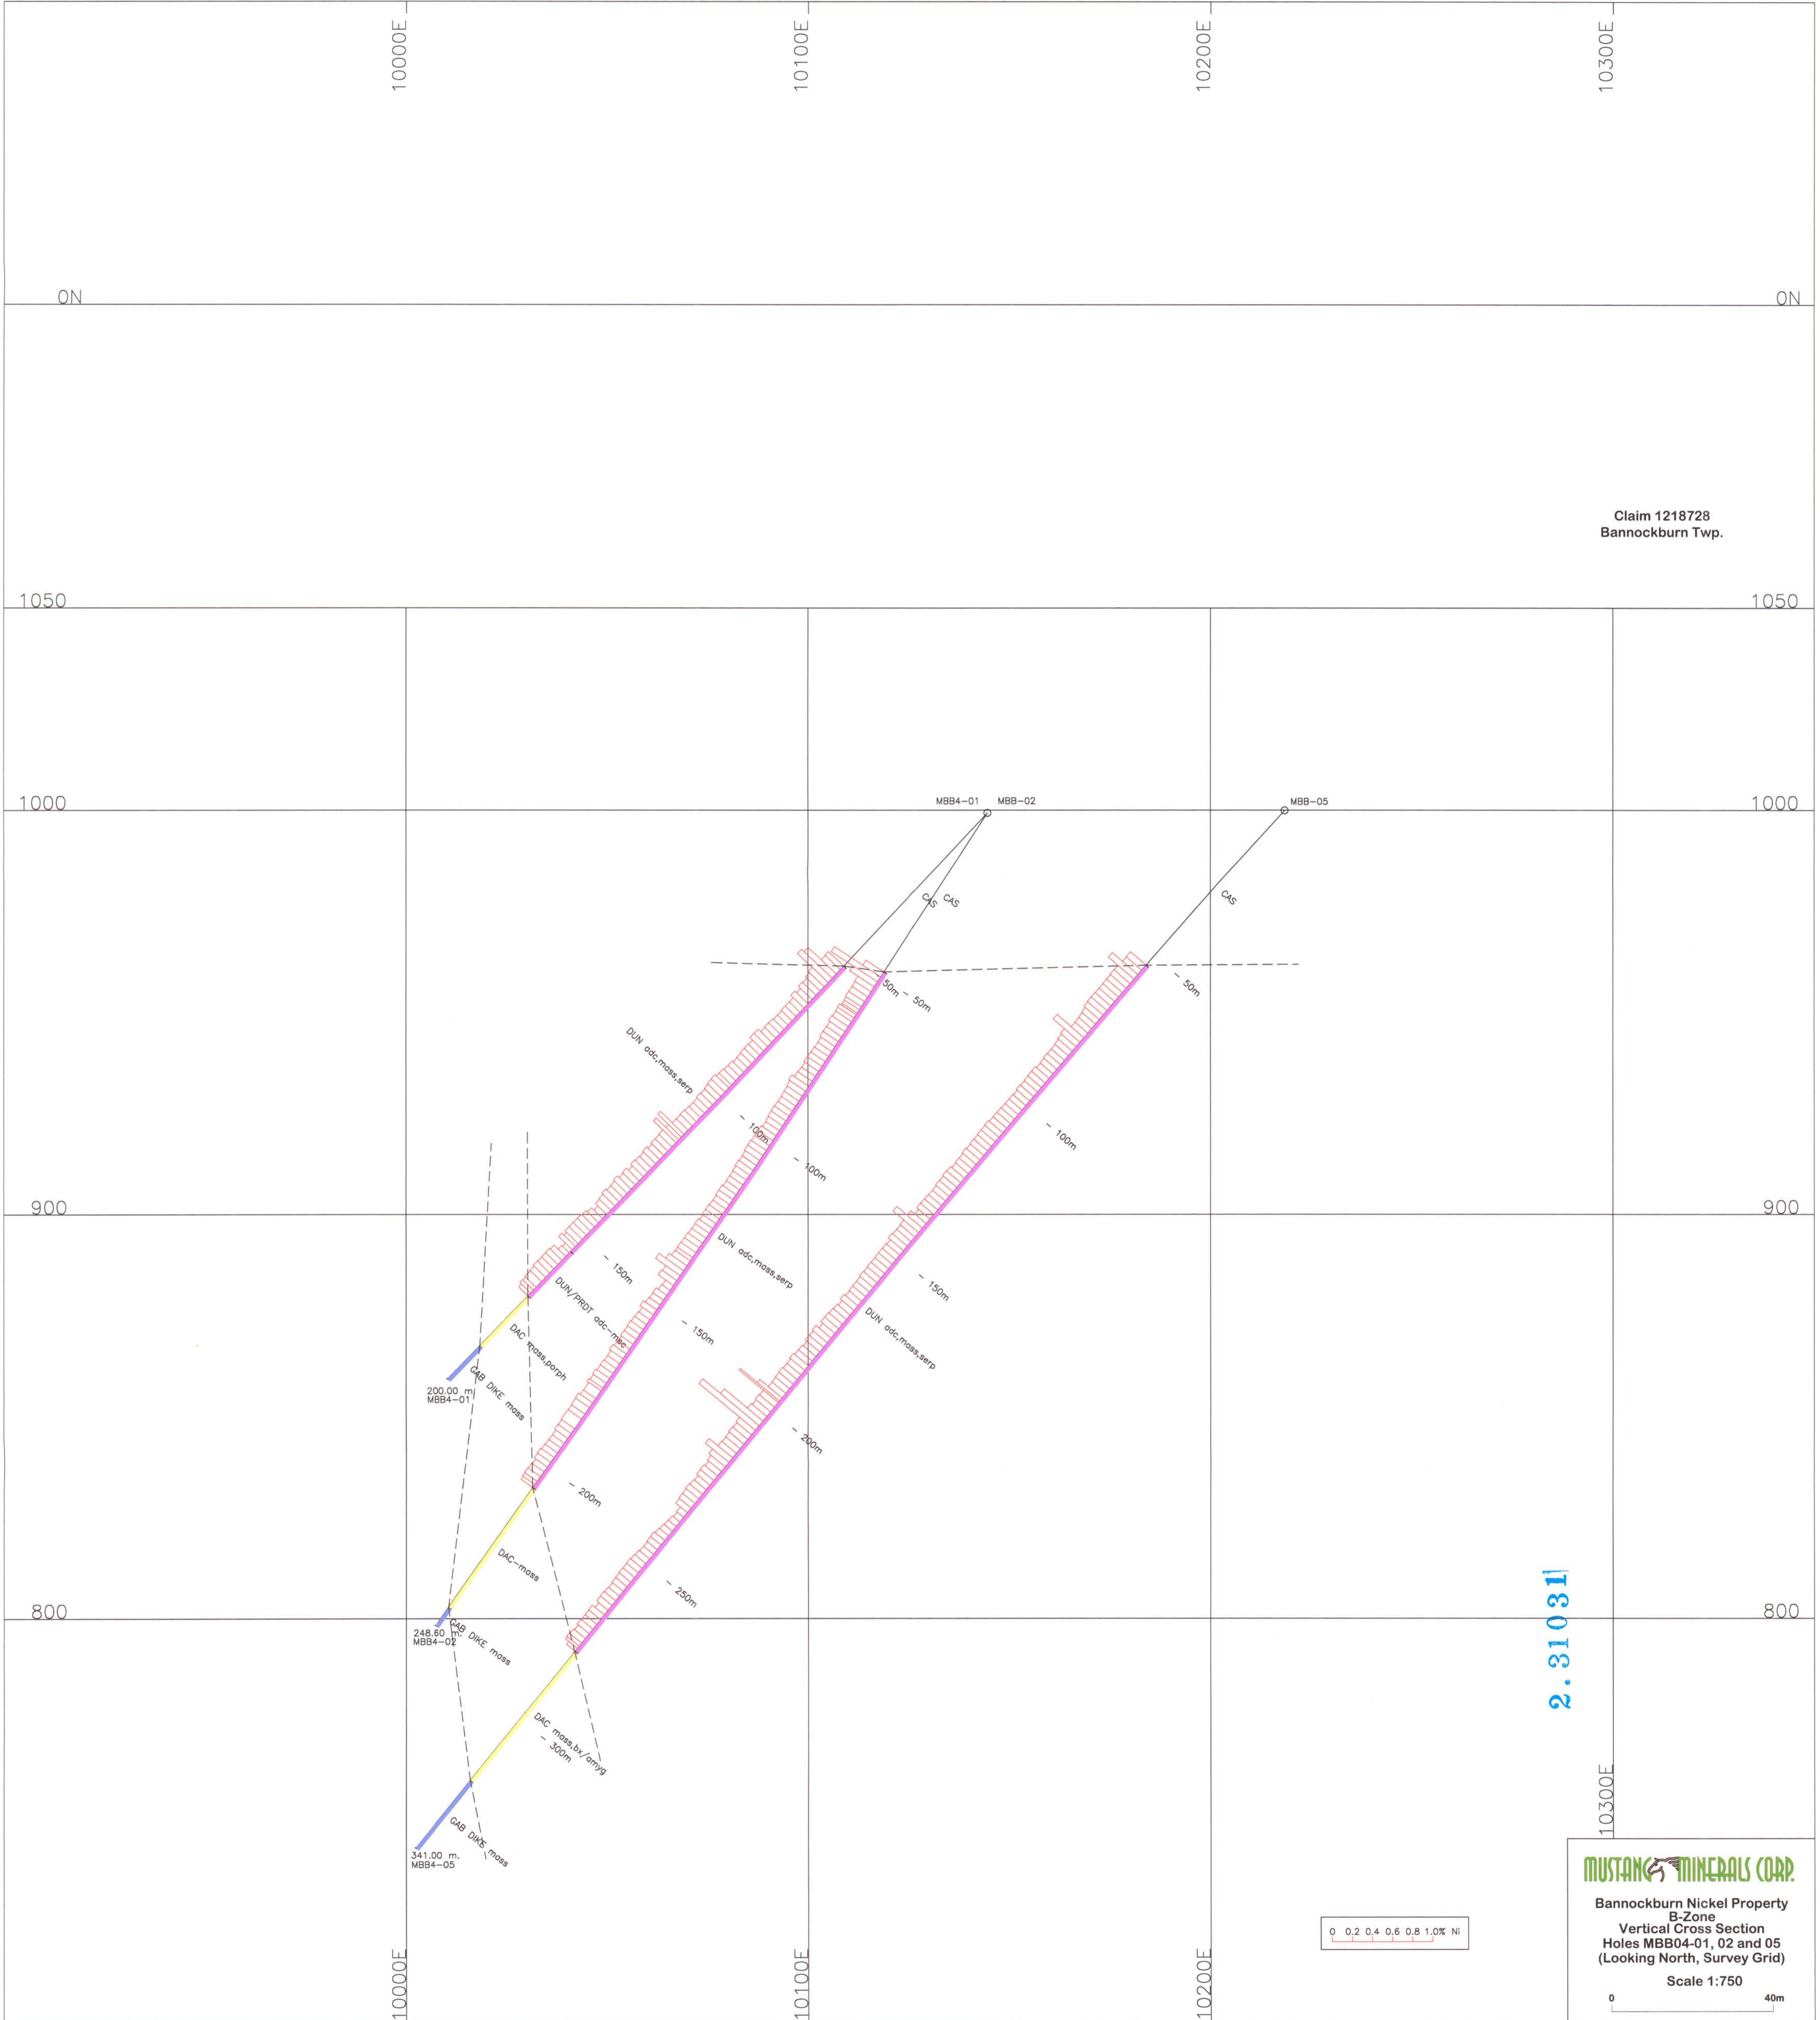 10000E
10100E
10200E
10300E
0N
0N
Claim 1218728
Bannockburn Twp.
1050
1050
1000
1000
MBB4-01
MBB-02
MBB-05
CAS
CAS
CAS
50m
- 50m
- 50m
DUN adc,mass,serp
- 100m
- 100m
- 100m
900
900
DUN adc,mass,serp
- 150m
- 150m
DUN/PRDT adc-msc
DUN adc,mass,serp
- 150m
DAC mass,porph
GAB DIKE mass
200.00 m.
MBB4-01
- 200m
- 200m
DAC-mass
- 250m
800
800
GAB DIKE mass
248.60 m.
MBB4-02
2.31031
DAC mass,bx/amyg
- 300m
10300E
GAB DIKE mass
341.00 m.
MBB4-05
MUSTANG MINERALS CORP.
Bannockburn Nickel Property
B-Zone
Vertical Cross Section
Holes MBB04-01, 02 and 05
(Looking North, Survey Grid)
Scale 1:750
0 40m
0 0.2 0.4 0.6 0.8 1.0% Ni
10000E
10100E
10200E